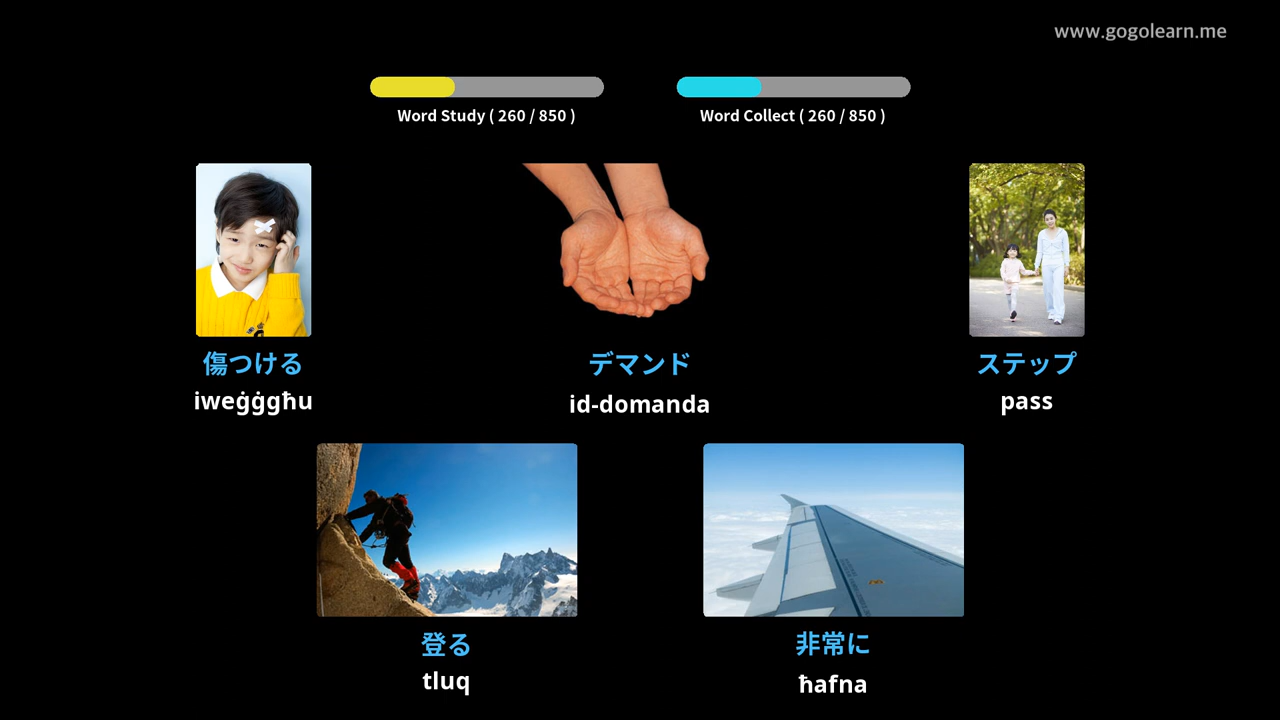 www.gogolearn.me
Word Study ( 260 / 850 )
Word Collect ( 260 / 850 )
傷つける
iweġġgħu
デマンド
id-domanda
ステップ
pass
登る
tluq
非常に
ħafna